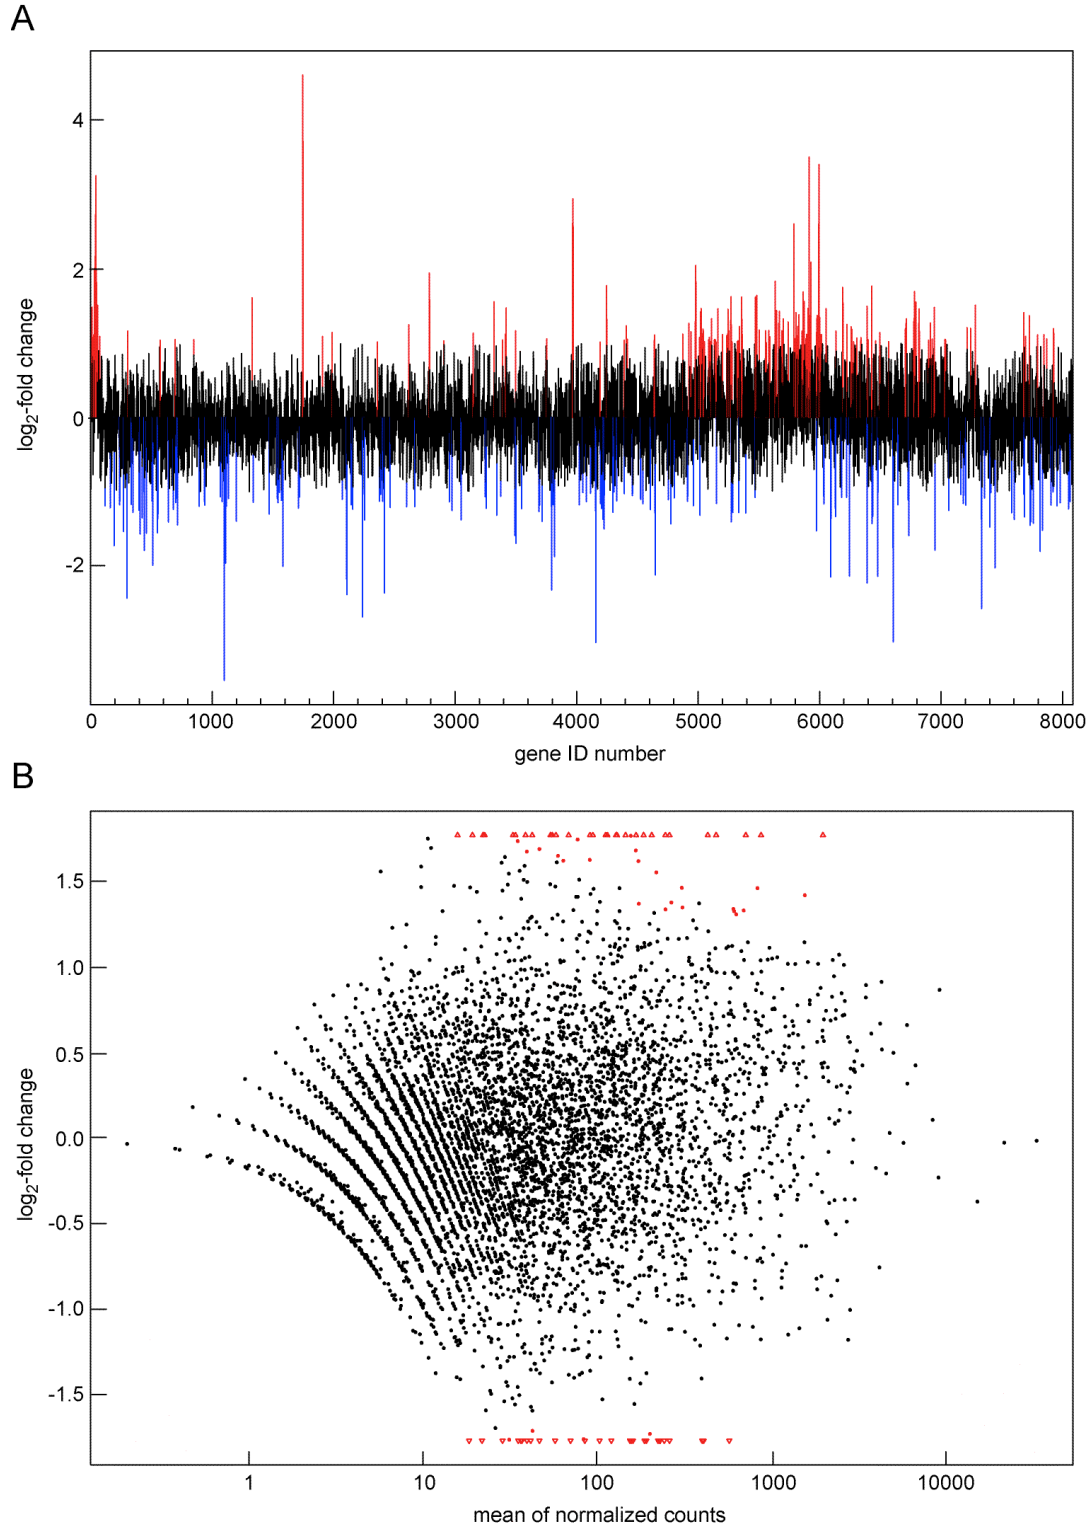 A
4
2
0
-2
log2-fold change
0 1000 2000 3000 4000 5000 6000 7000 8000
gene ID number
B
1.5
1.0
0.5
0.0
-0.5
-1.0
-1.5
log2-fold change
1 10 100 1000 10000
mean of normalized counts